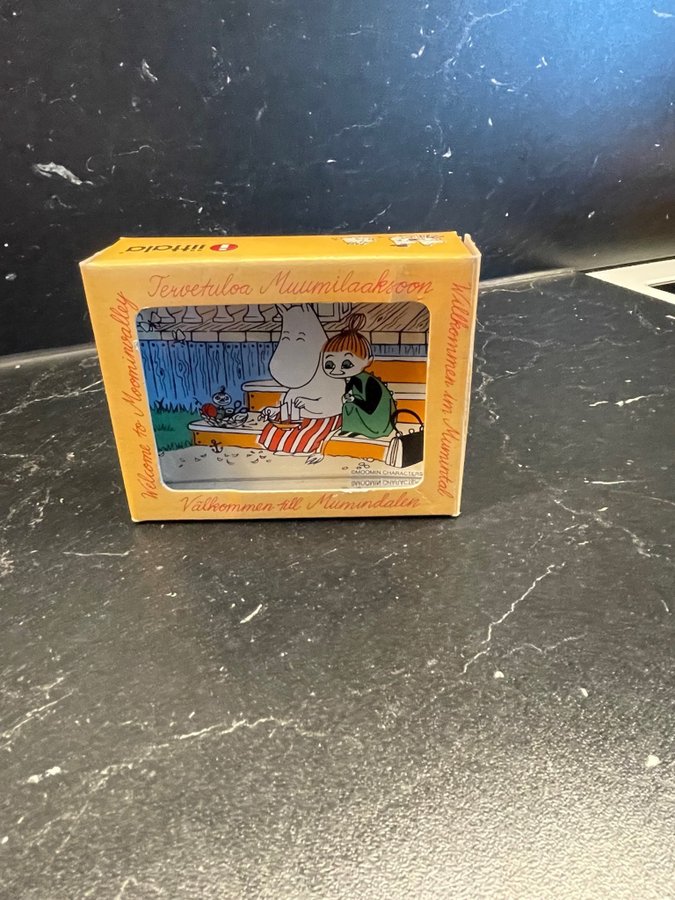 iittala
Tervetuloa Muumilaaksoon
Welcome to Moominvalley
Willkommen im Mumintal
©MOOMIN CHARACTERS
Välkommen till Mumindalen